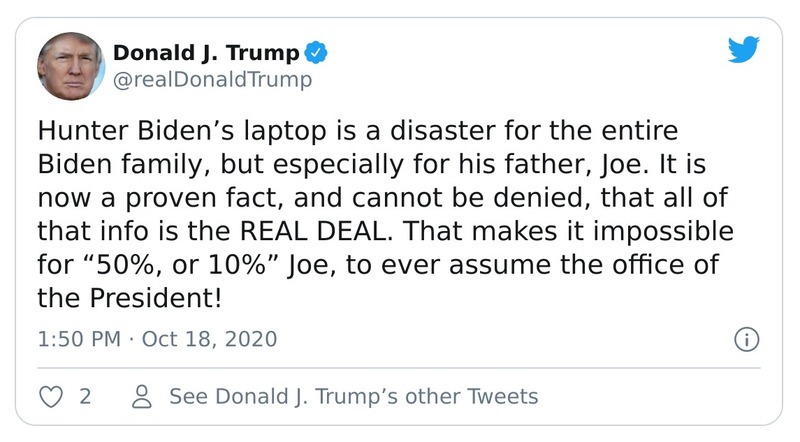 Donald J. Trump
@realDonaldTrump
Hunter Biden’s laptop is a disaster for the entire
Biden family, but especially for his father, Joe. It is
now a proven fact, and cannot be denied, that all of
that info is the REAL DEAL. That makes it impossible
for “50%, or 10%” Joe, to ever assume the office of
the President!
1:50 PM · Oct 18, 2020
2 See Donald J. Trump’s other Tweets